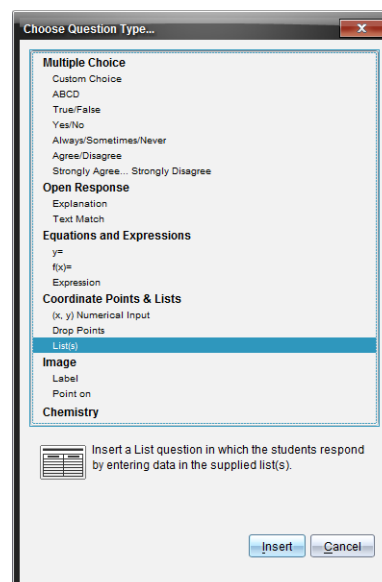 Choose Question Type...
Multiple Choice
Custom Choice
ABCD
True/False
Yes/No
Always/Sometimes/Never
Agree/Disagree
Strongly Agree... Strongly Disagree
Open Response
Explanation
Text Match
Equations and Expressions
y=
f(x)=
Expression
Coordinate Points & Lists
(x, y) Numerical Input
Drop Points
List(s)
Image
Label
Point on
Chemistry
Insert a List question in which the students respond
by entering data in the supplied list(s).
Insert Cancel